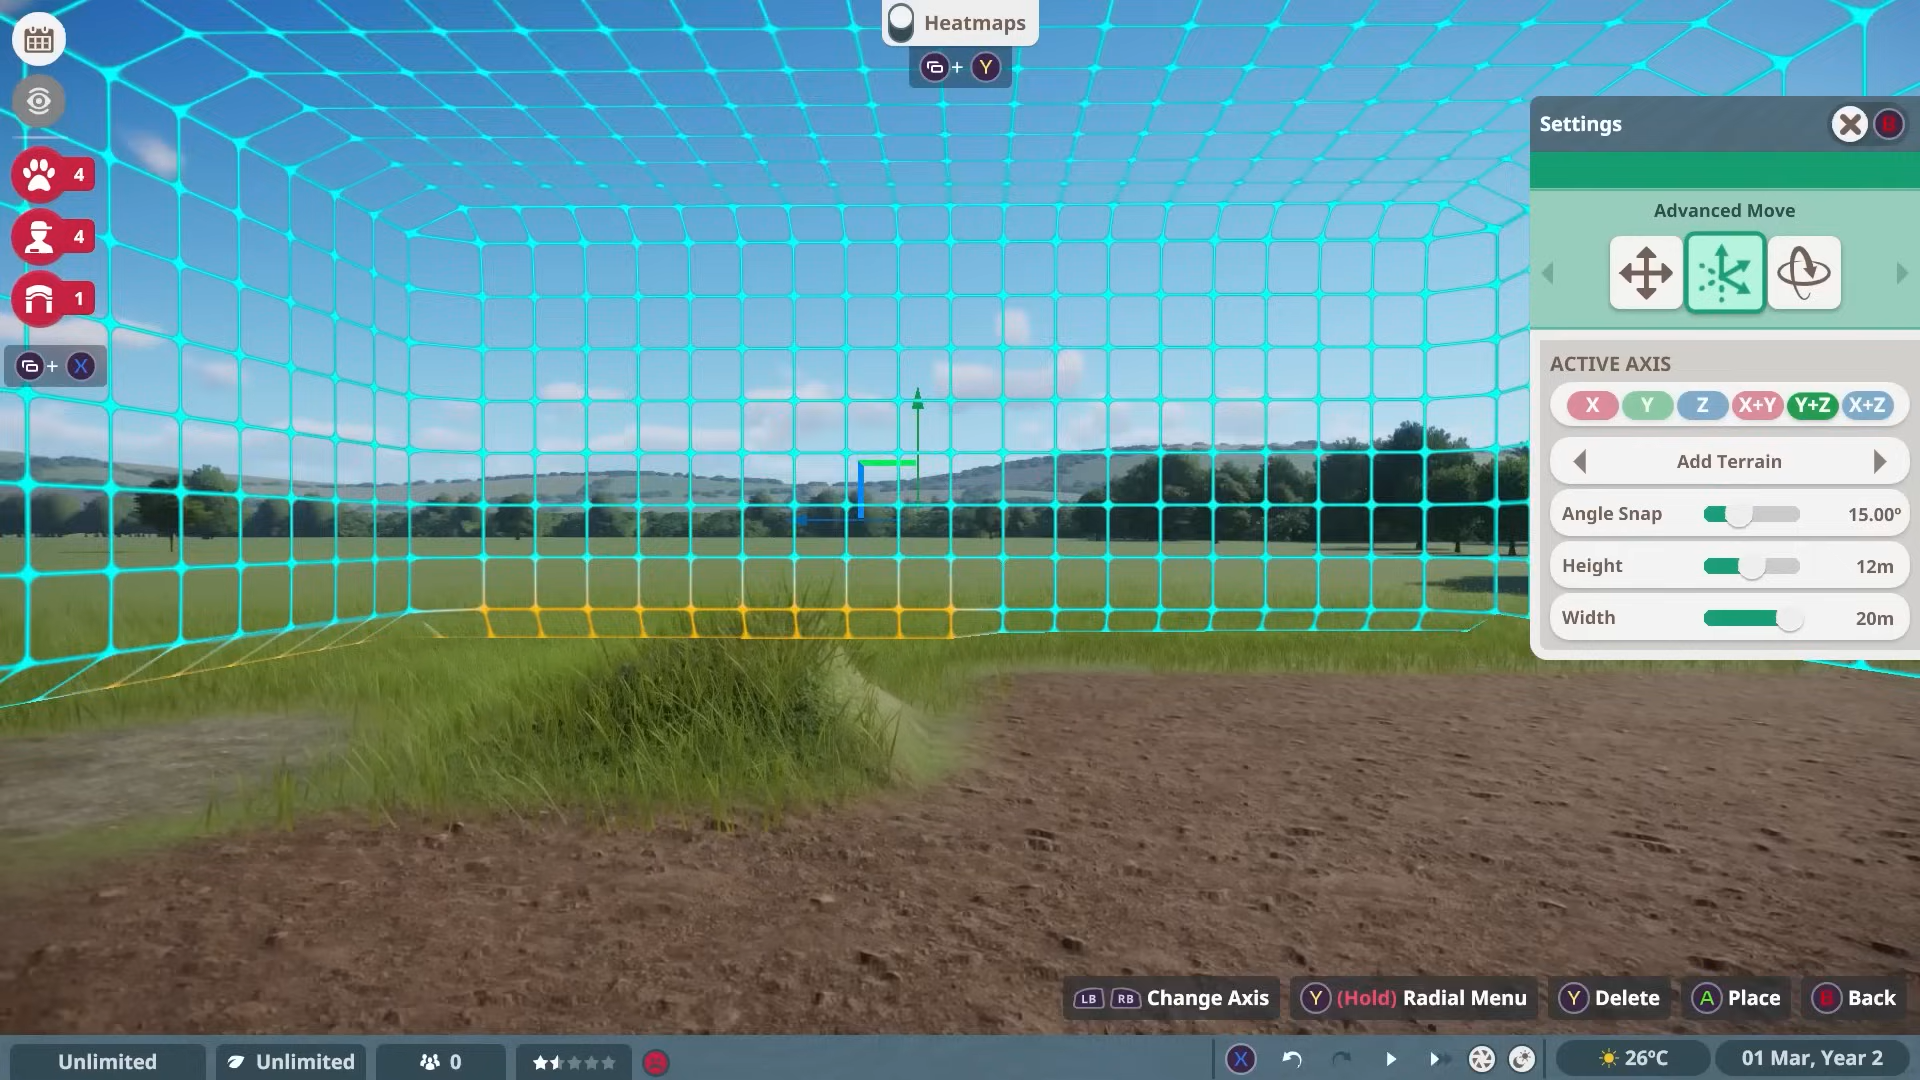 Heatmaps
+ Y
4
4
1
+ X
Settings
B
Advanced Move
ACTIVE AXIS
X Y Z X+Y Y+Z X+Z
Add Terrain
Angle Snap 15.00°
Height 12m
Width 20m
LB RB Change Axis
Y (Hold) Radial Menu
Y Delete
A Place
B Back
Unlimited
Unlimited
0
X
26°C
01 Mar, Year 2